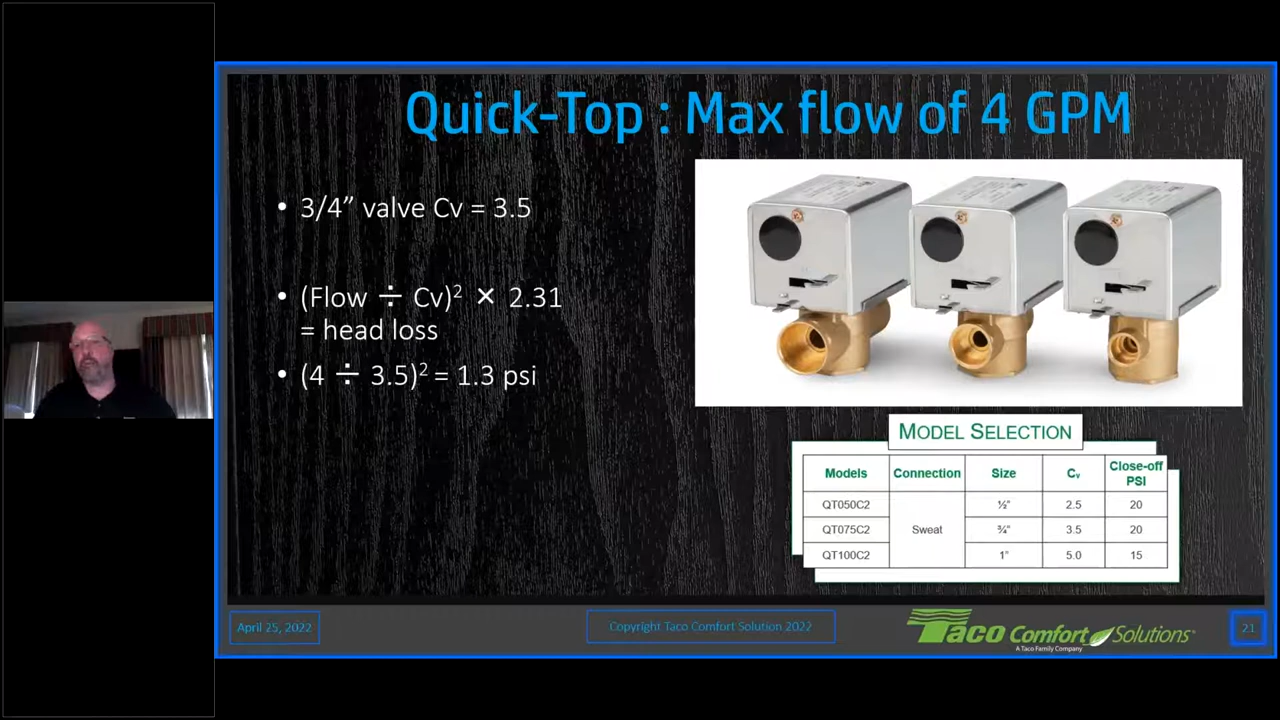 Quick-Top : Max flow of 4 GPM
• 3/4” valve Cv = 3.5
• (Flow ÷ Cv)² × 2.31
= head loss
• (4 ÷ 3.5)² = 1.3 psi
MODEL SELECTION
Models Connection Size Cv Close-off PSI
QT050C2 ½" 2.5 20
QT075C2 Sweat ¾" 3.5 20
QT100C2 1" 5.0 15
April 25, 2022
Copyright Taco Comfort Solution 2022
Taco Comfort Solutions®
A Taco Family Company
21